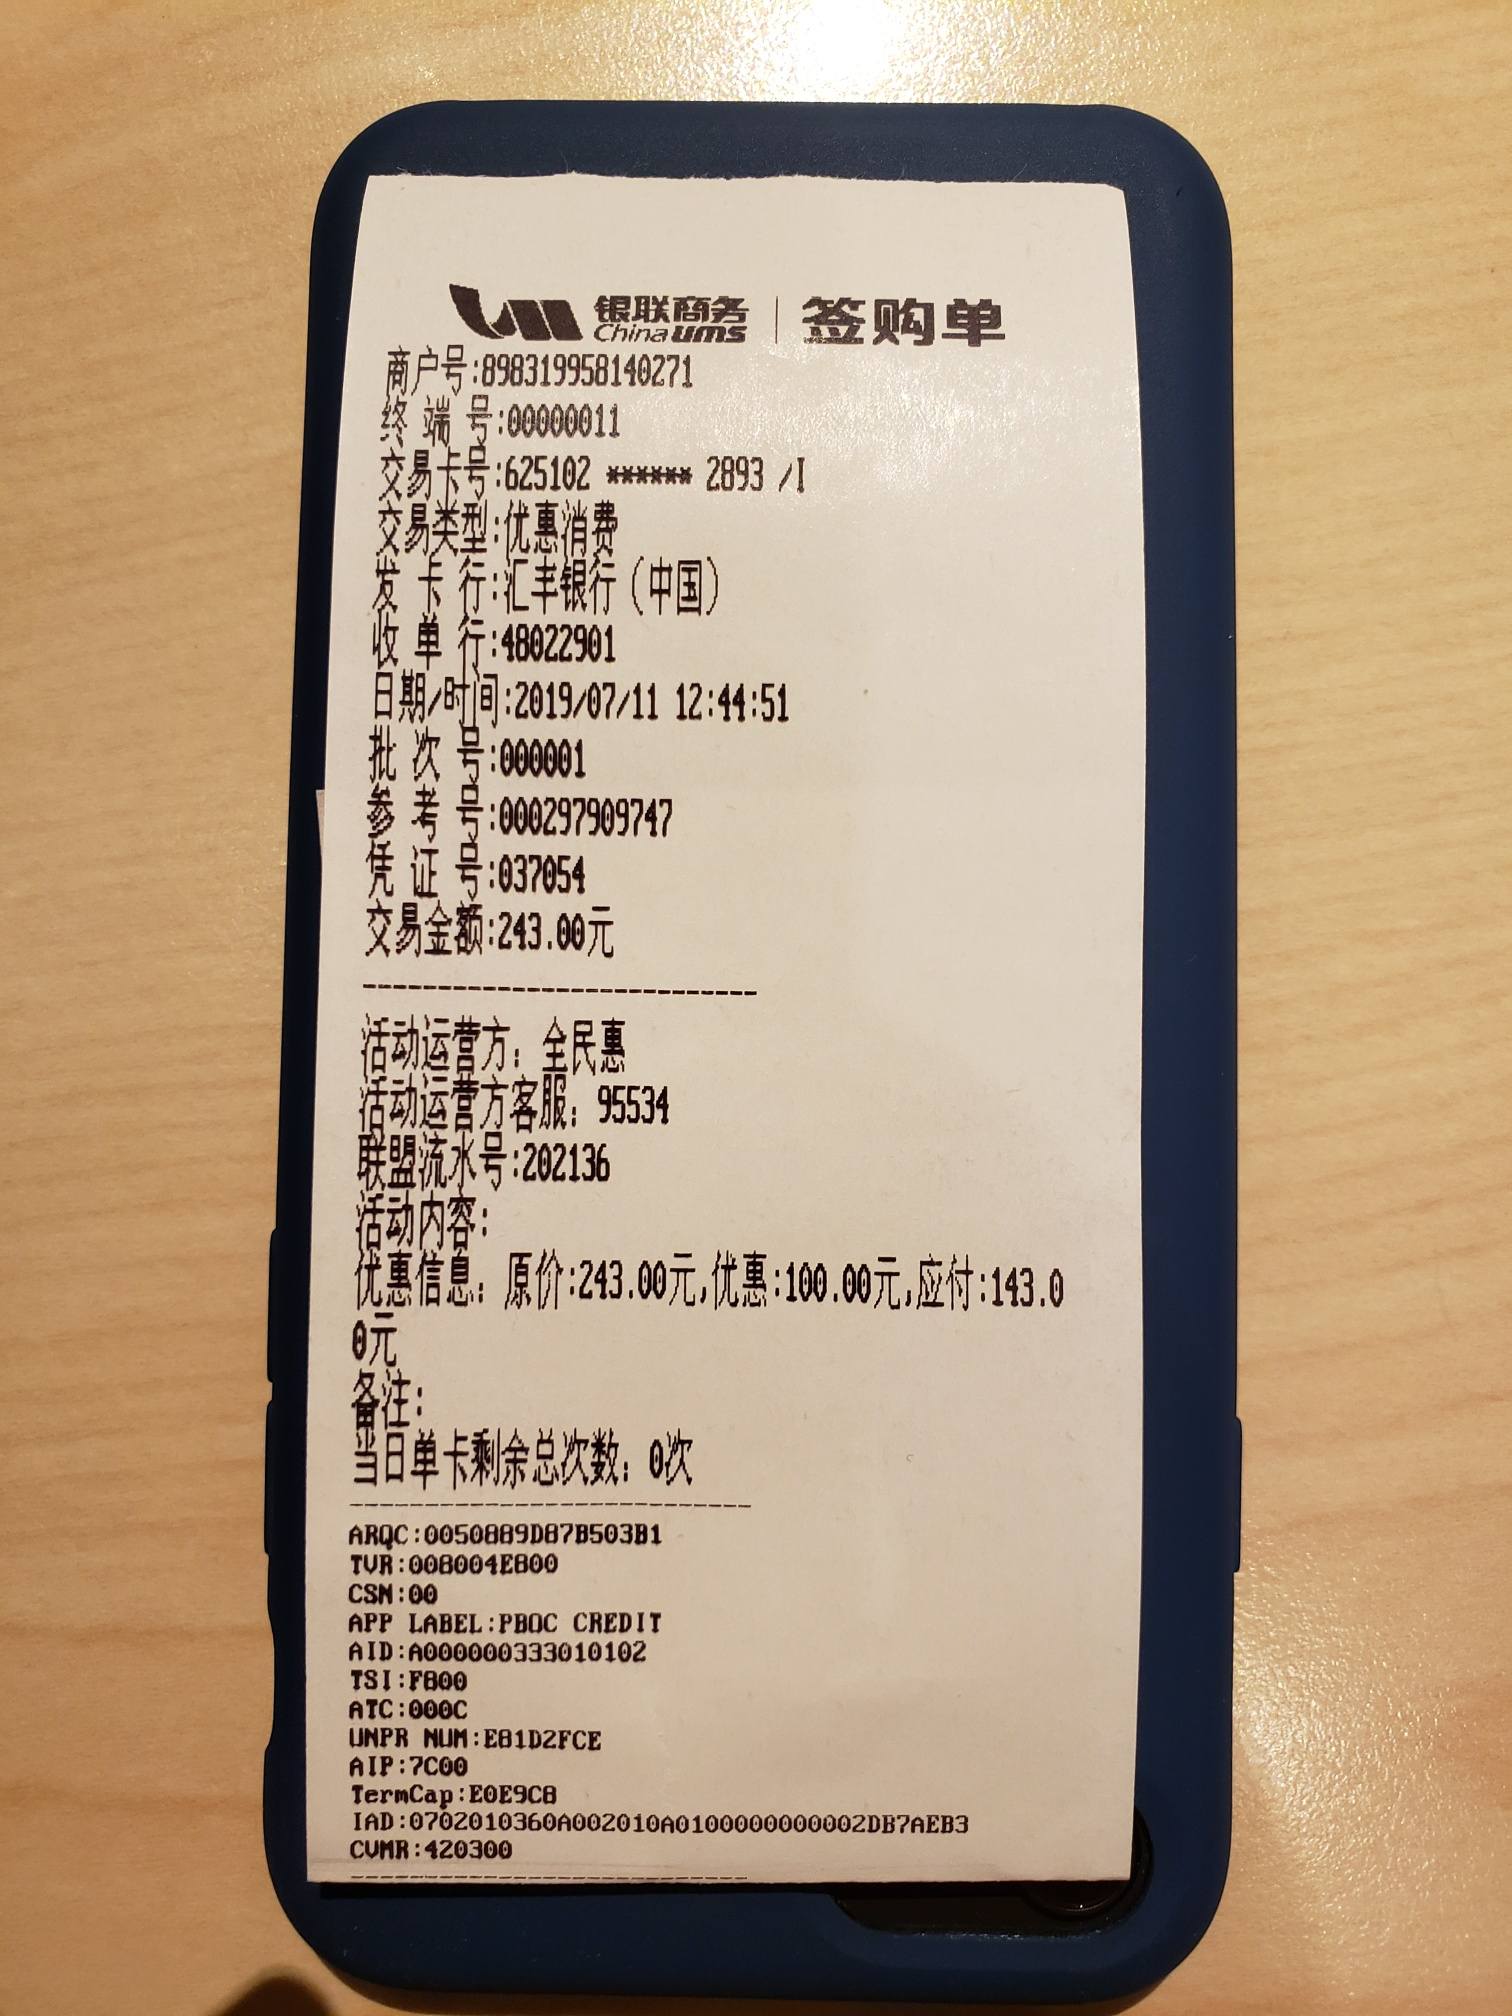 银联商务 | 签购单
China ums
商户号:898319958140271
终 端 号:00000011
交易卡号:625102 ****** 2893 /I
交易类型:优惠消费
发 卡 行:汇丰银行(中国)
收 单 行:48022901
日期/时间:2019/07/11 12:44:51
批 次 号:000001
参 考 号:000297909747
凭 证 号:037054
交易金额:243.00元
活动运营方: 全民惠
活动运营方客服: 95534
联盟流水号:202136
活动内容:
优惠信息: 原价:243.00元,优惠:100.00元,应付:143.0
0元
备注:
当日单卡剩余总次数: 0次
ARQC:0050889D87B503B1
TVR:008004E800
CSN:00
APP LABEL:PBOC CREDIT
AID:A000000333010102
TSI:F800
ATC:000C
UNPR NUM:E81D2FCE
AIP:7C00
TermCap:E0E9C8
IAD:0702010360A002010A0100000000002DB7AEB3
CVMR:420300